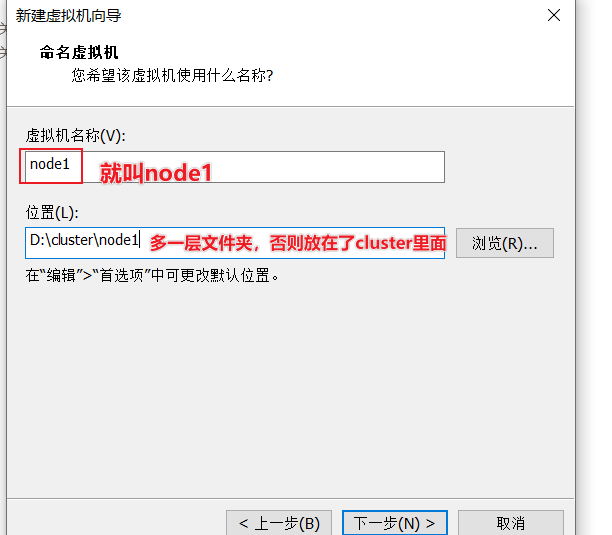 新建虚拟机向导
命名虚拟机
您希望该虚拟机使用什么名称?
虚拟机名称(V):
node1
就叫node1
位置(L):
D:\cluster\node1
多一层文件夹，否则放在了cluster里面
浏览(R)...
在“编辑”>“首选项”中可更改默认位置。
< 上一步(B)
下一步(N) >
取消